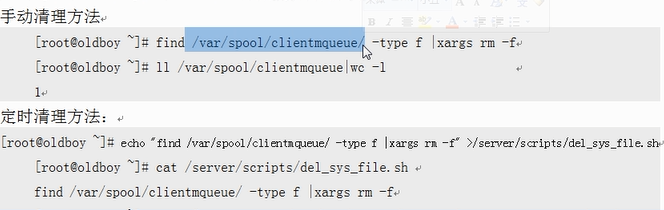 手动清理方法
[root@oldboy ~]# find /var/spool/clientmqueue/ -type f |xargs rm -f
[root@oldboy ~]# ll /var/spool/clientmqueue|wc -l
1
定时清理方法：
[root@oldboy ~]# echo "find /var/spool/clientmqueue/ -type f |xargs rm -f" >/server/scripts/del_sys_file.sh
[root@oldboy ~]# cat /server/scripts/del_sys_file.sh
find /var/spool/clientmqueue/ -type f |xargs rm -f